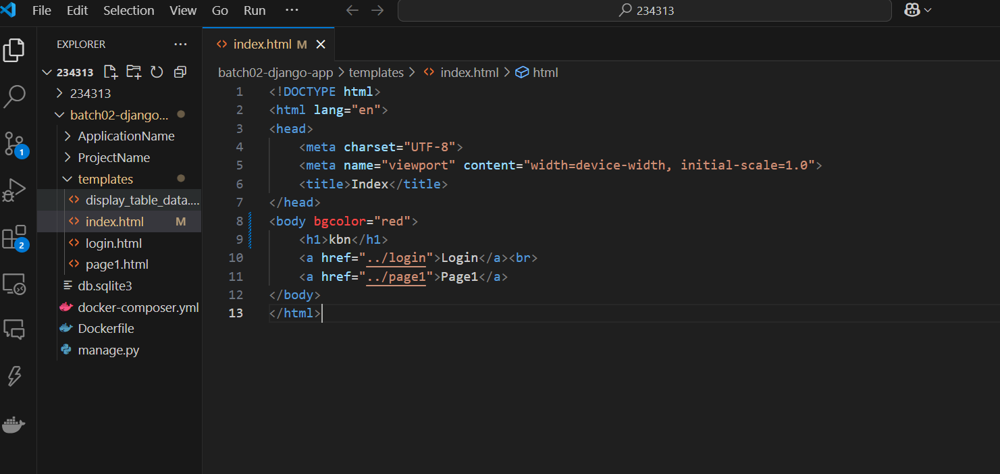 File Edit Selection View Go Run ··· 234313
EXPLORER ···
234313
234313
batch02-django...
ApplicationName
ProjectName
templates
display_table_data....
index.html M
login.html
page1.html
db.sqlite3
docker-composer.yml
Dockerfile
manage.py
1
2
index.html M
batch02-django-app > templates > index.html > html
1 <!DOCTYPE html>
2 <html lang="en">
3 <head>
4 <meta charset="UTF-8">
5 <meta name="viewport" content="width=device-width, initial-scale=1.0">
6 <title>Index</title>
7 </head>
8 <body bgcolor="red">
9 <h1>kbn</h1>
10 <a href="../login">Login</a><br>
11 <a href="../page1">Page1</a>
12 </body>
13 </html>